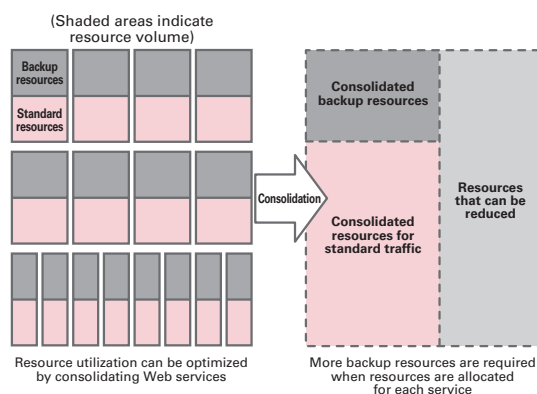 (Shaded areas indicate
resource volume)
Backup
resources
Standard
resources
Consolidation
Consolidated
backup resources
Consolidated
resources for
standard traffic
Resources
that can be
reduced
Resource utilization can be optimized
by consolidating Web services
More backup resources are required
when resources are allocated
for each service